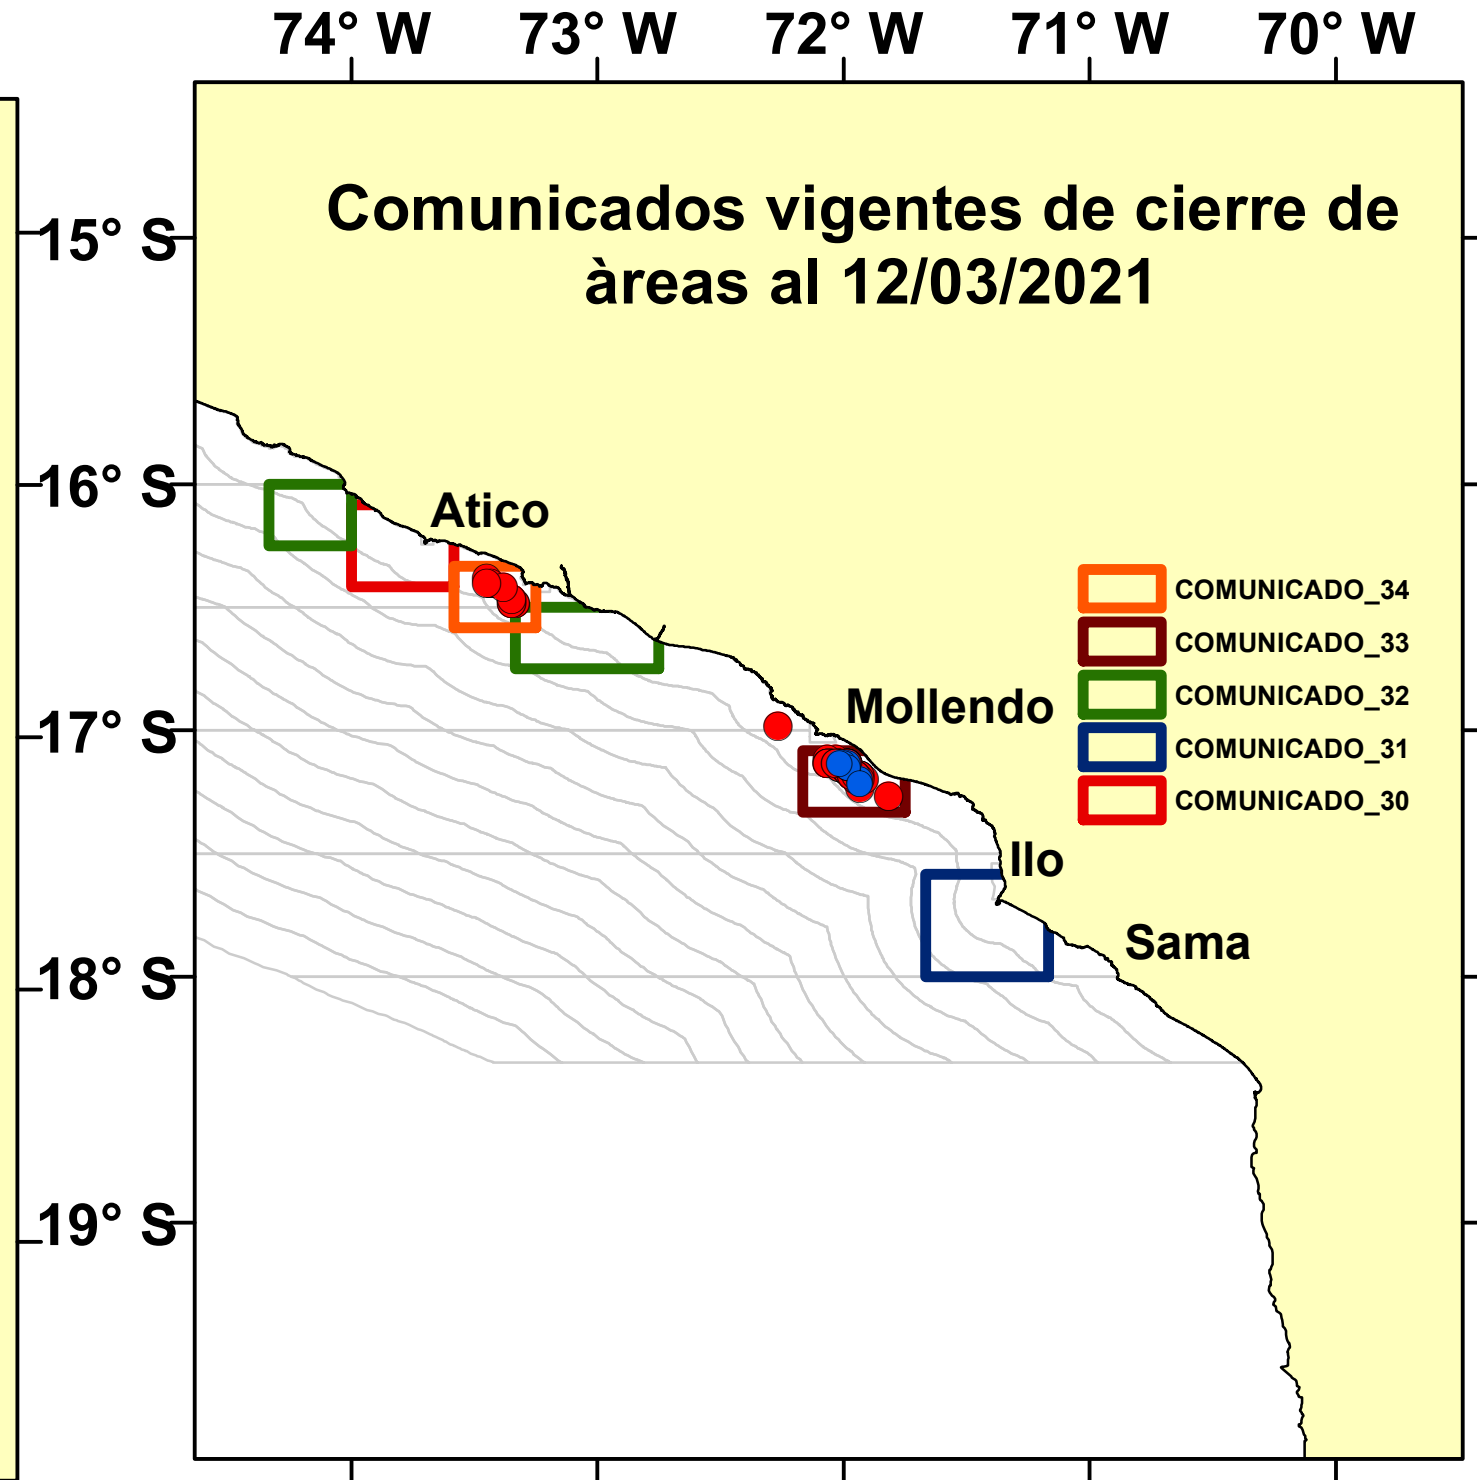 74° W 73° W 72° W 71° W 70° W
Comunicados vigentes de cierre de
àreas al 12/03/2021
15° S
16° S
Atico
COMUNICADO_34
COMUNICADO_33
COMUNICADO_32
Mollendo
17° S
COMUNICADO_31
COMUNICADO_30
Ilo
Sama
18° S
19° S